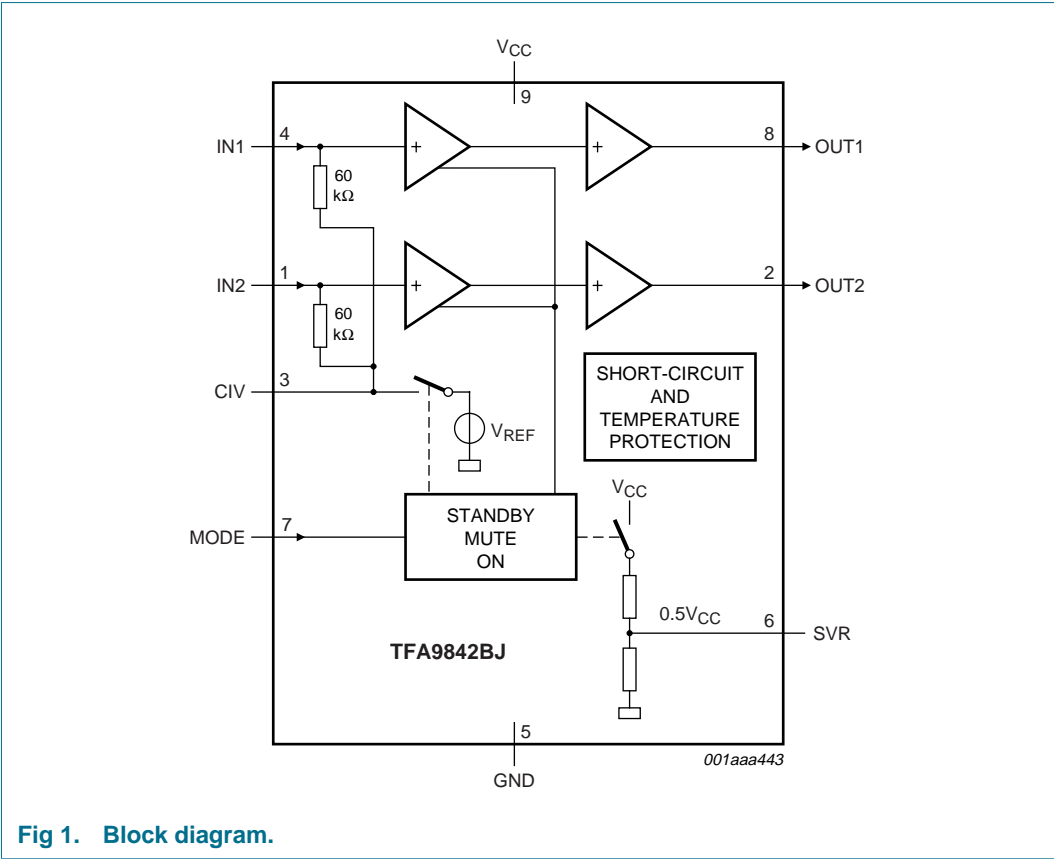 VCC
9
IN1
4
+
+
8
OUT1
60
kΩ
IN2
1
+
+
2
OUT2
60
kΩ
CIV
3
VREF
SHORT-CIRCUIT
AND
TEMPERATURE
PROTECTION
MODE
7
STANDBY
MUTE
ON
VCC
0.5VCC
6
SVR
TFA9842BJ
5
GND
001aaa443
Fig 1. Block diagram.